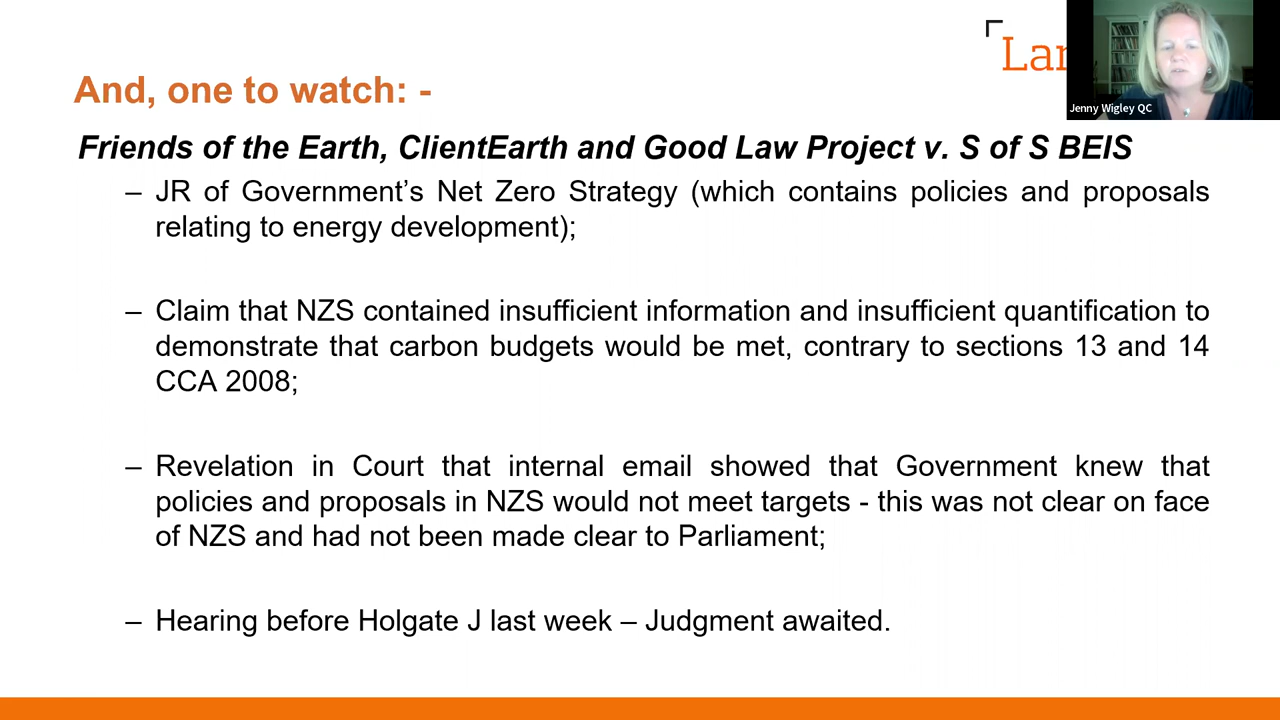 And, one to watch: -
Jenny Wigley QC
Friends of the Earth, ClientEarth and Good Law Project v. S of S BEIS
– JR of Government’s Net Zero Strategy (which contains policies and proposals
relating to energy development);
– Claim that NZS contained insufficient information and insufficient quantification to
demonstrate that carbon budgets would be met, contrary to sections 13 and 14
CCA 2008;
– Revelation in Court that internal email showed that Government knew that
policies and proposals in NZS would not meet targets - this was not clear on face
of NZS and had not been made clear to Parliament;
– Hearing before Holgate J last week – Judgment awaited.